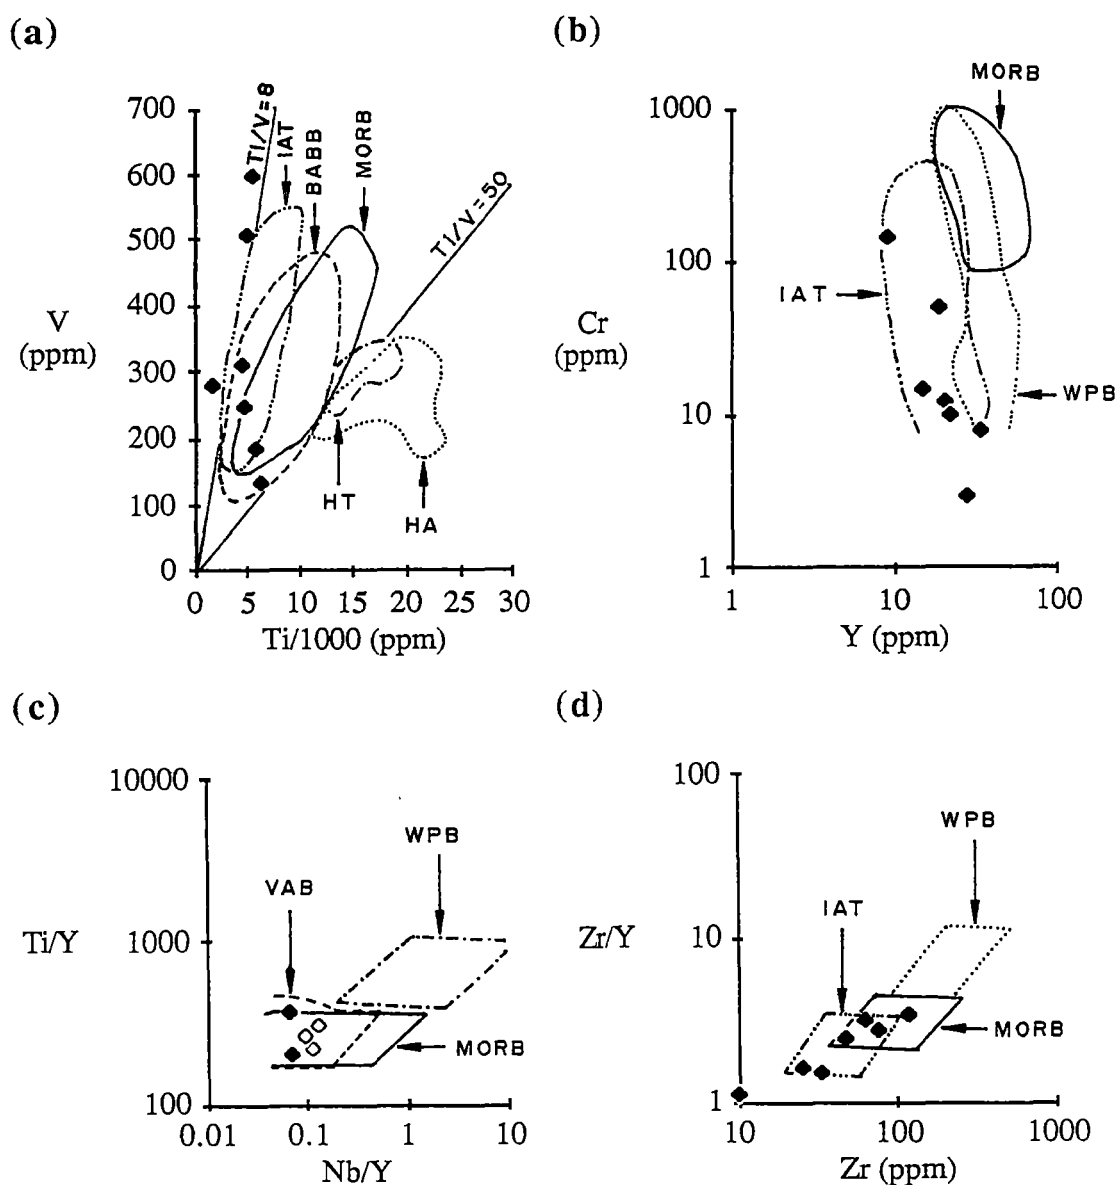 (a)
700
600
500
400
300
200
100
0
V
(ppm)
T1/V=8
IAT
BABB
MORB
T1/V=50
HT
HA
0 5 10 15 20 25 30
Ti/1000 (ppm)
(b)
1000
100
10
1
Cr
(ppm)
MORB
IAT
WPB
1 10 100
Y (ppm)
(c)
10000
1000
100
Ti/Y
WPB
VAB
MORB
0.01 0.1 1 10
Nb/Y
(d)
100
10
1
Zr/Y
WPB
IAT
MORB
10 100 1000
Zr (ppm)